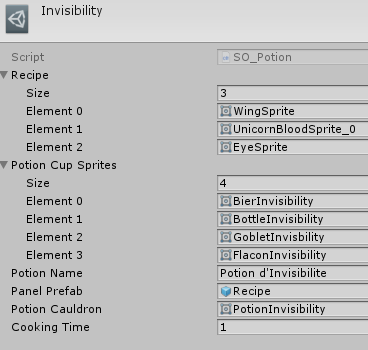 Invisibility
Script SO_Potion
Recipe
Size 3
Element 0 WingSprite
Element 1 UnicornBloodSprite_0
Element 2 EyeSprite
Potion Cup Sprites
Size 4
Element 0 BierInvisibility
Element 1 BottleInvisibility
Element 2 GobletInvisbility
Element 3 FlaconInvisibility
Potion Name Potion d'Invisibilite
Panel Prefab Recipe
Potion Cauldron PotionInvisibility
Cooking Time 1